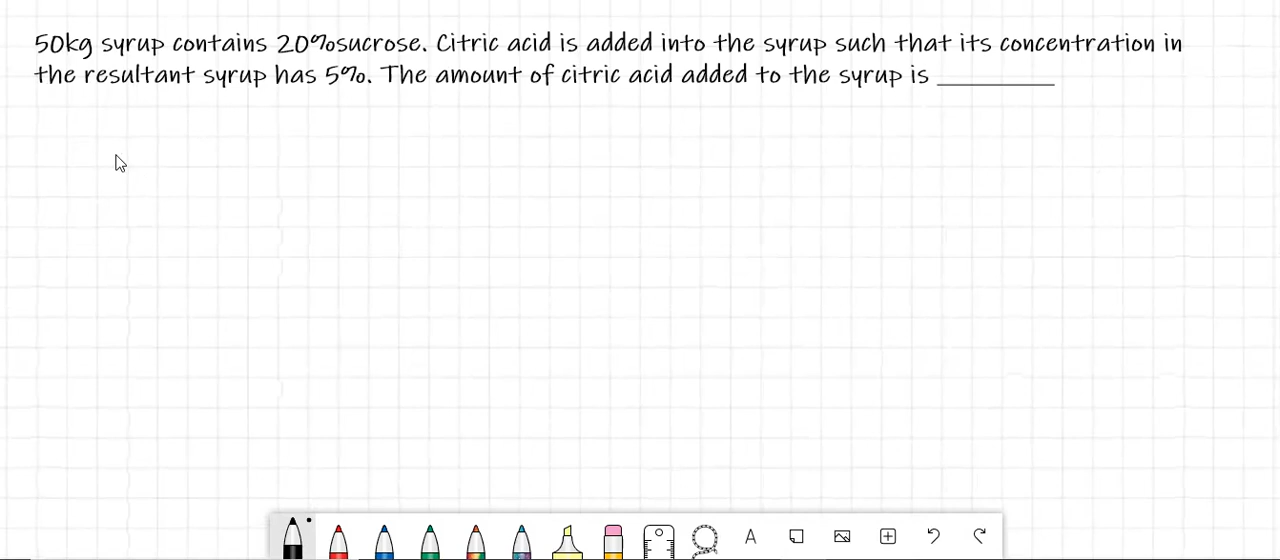 50kg syrup contains 20%sucrose. Citric acid is added into the syrup such that its concentration in
the resultant syrup has 5%. The amount of citric acid added to the syrup is __________
A